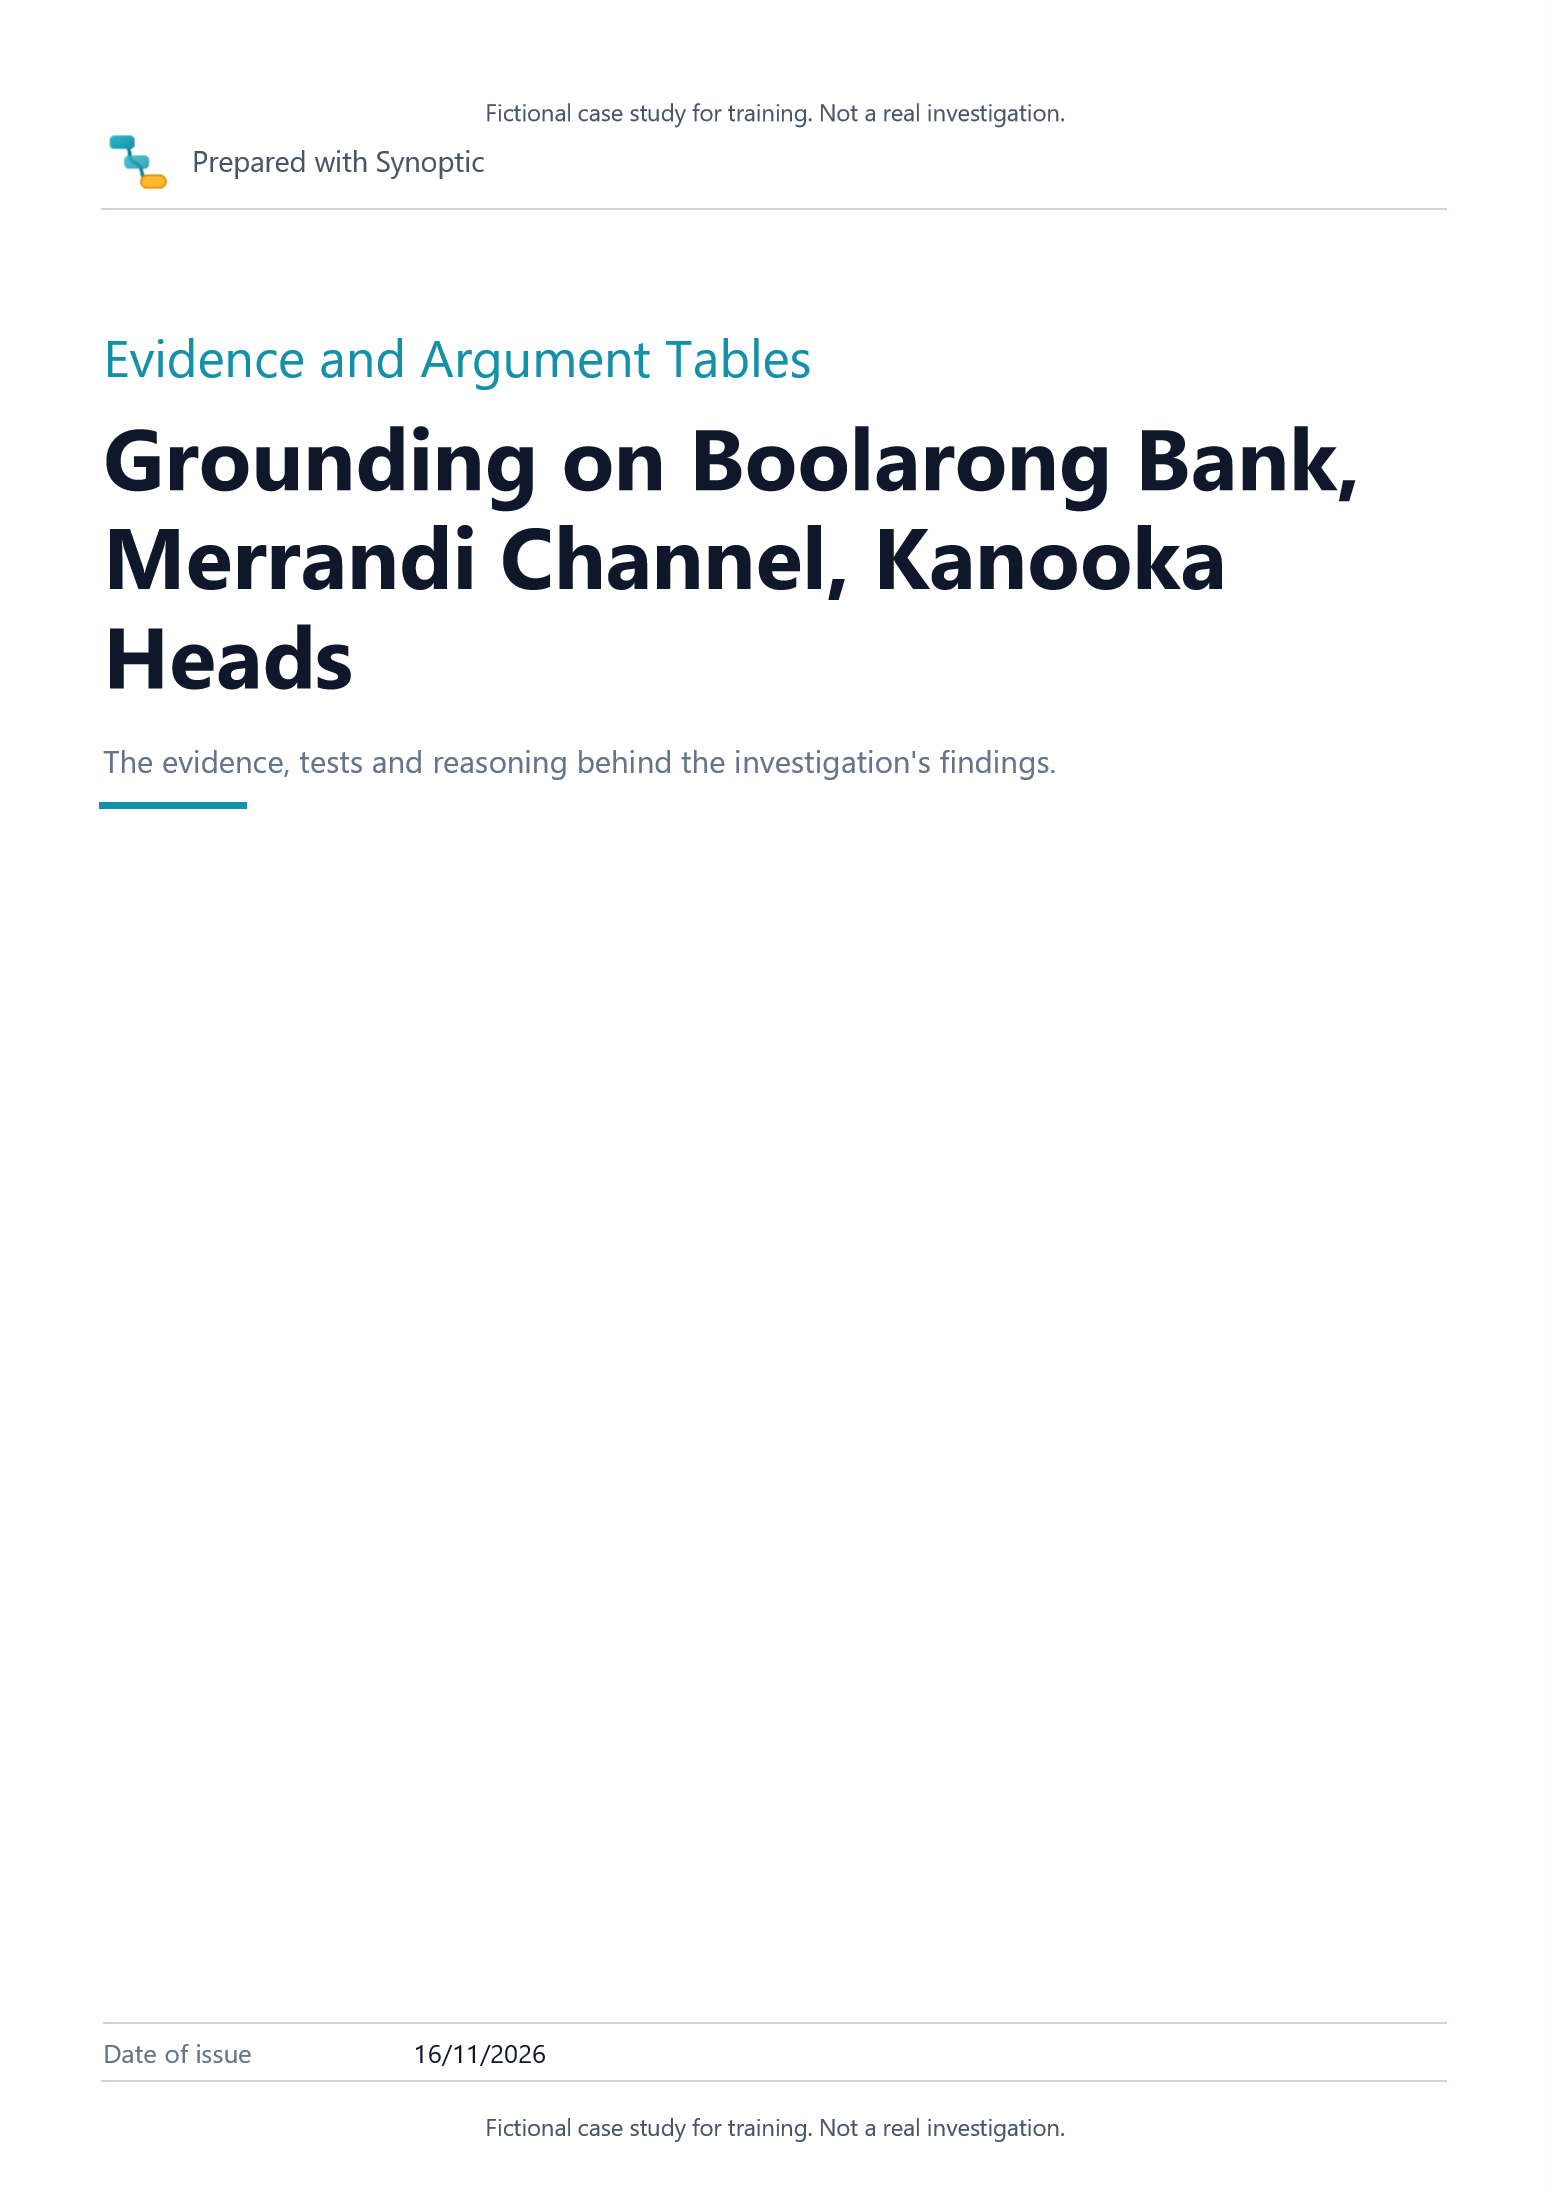 Fictional case study for training. Not a real investigation.
Prepared with Synoptic
Evidence and Argument Tables
Grounding on Boolarong Bank,
Merrandi Channel, Kanooka
Heads
The evidence, tests and reasoning behind the investigation's findings.
Date of issue 16/11/2026
Fictional case study for training. Not a real investigation.